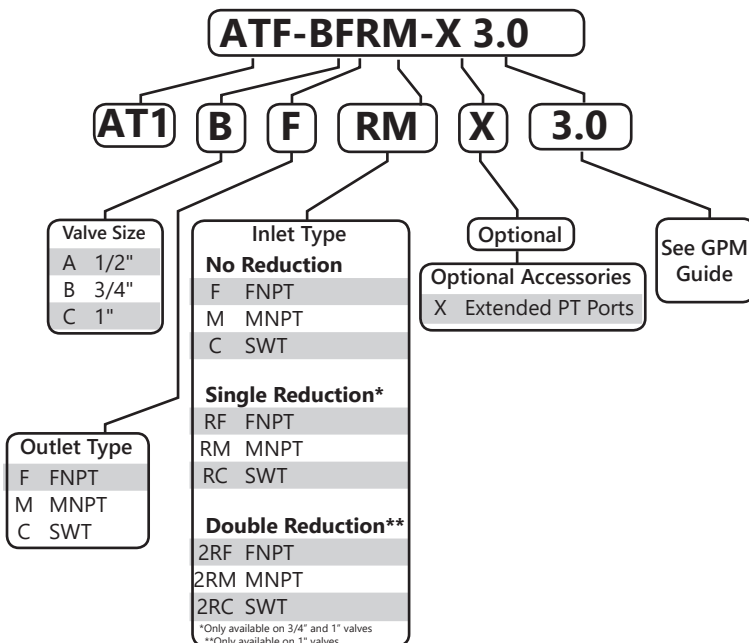 ATF-BFRM-X 3.0
AT1 B F RM X 3.0
Valve Size
A 1/2"
B 3/4"
C 1"
Outlet Type
F FNPT
M MNPT
C SWT
Inlet Type
No Reduction
F FNPT
M MNPT
C SWT
Single Reduction*
RF FNPT
RM MNPT
RC SWT
Double Reduction**
2RF FNPT
2RM MNPT
2RC SWT
*Only available on 3/4" and 1" valves
**Only available on 1" valves
Optional
Optional Accessories
X Extended PT Ports
See GPM
Guide